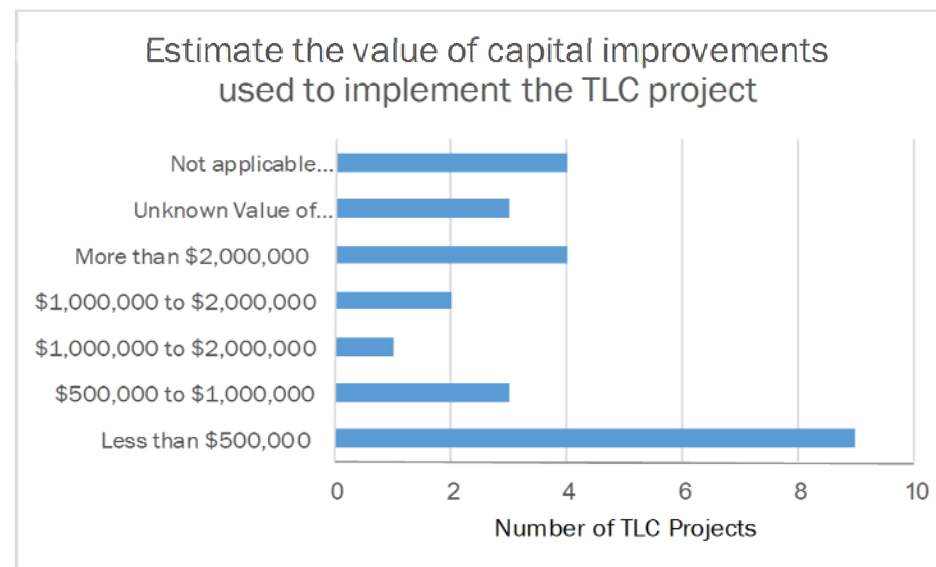 Estimate the value of capital improvements
used to implement the TLC project
Not applicable...
Unknown Value of...
More than $2,000,000
$1,000,000 to $2,000,000
$1,000,000 to $2,000,000
$500,000 to $1,000,000
Less than $500,000
0 2 4 6 8 10
Number of TLC Projects